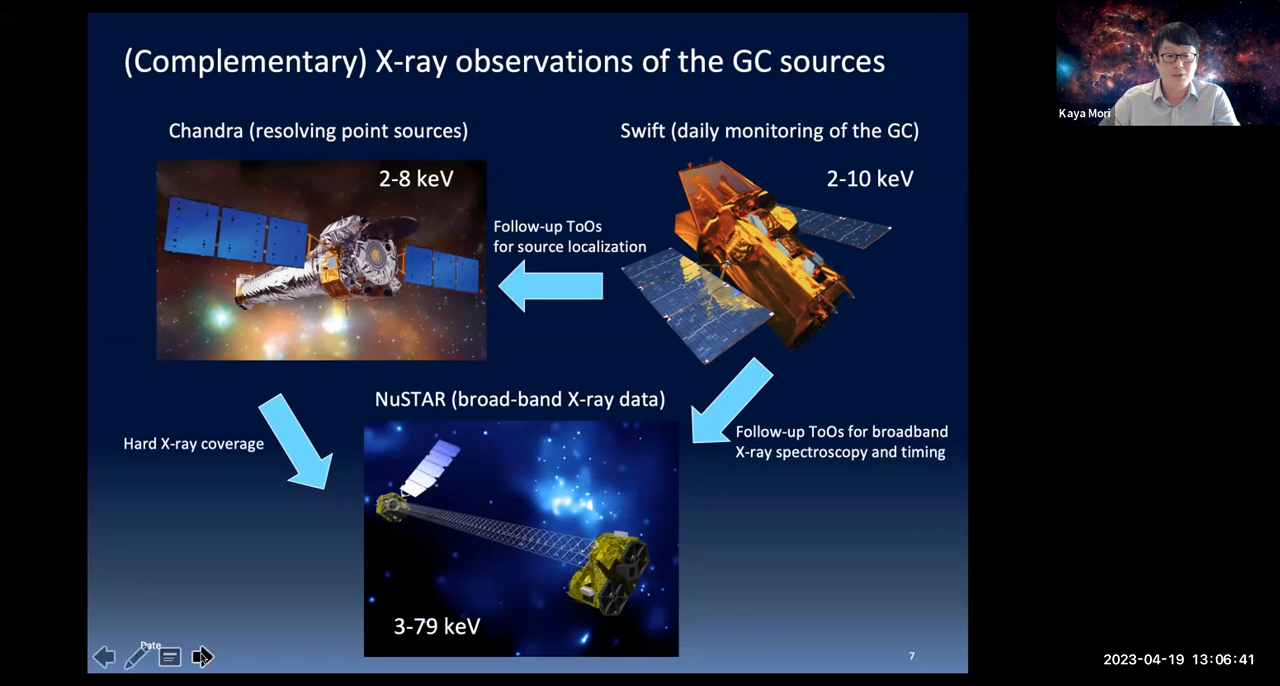 (Complementary) X-ray observations of the GC sources
Chandra (resolving point sources)
Swift (daily monitoring of the GC)
2-8 keV
2-10 keV
Follow-up ToOs
for source localization
NuSTAR (broad-band X-ray data)
Hard X-ray coverage
Follow-up ToOs for broadband
X-ray spectroscopy and timing
3-79 keV
Date
7
Kaya Mori
2023-04-19 13:06:41